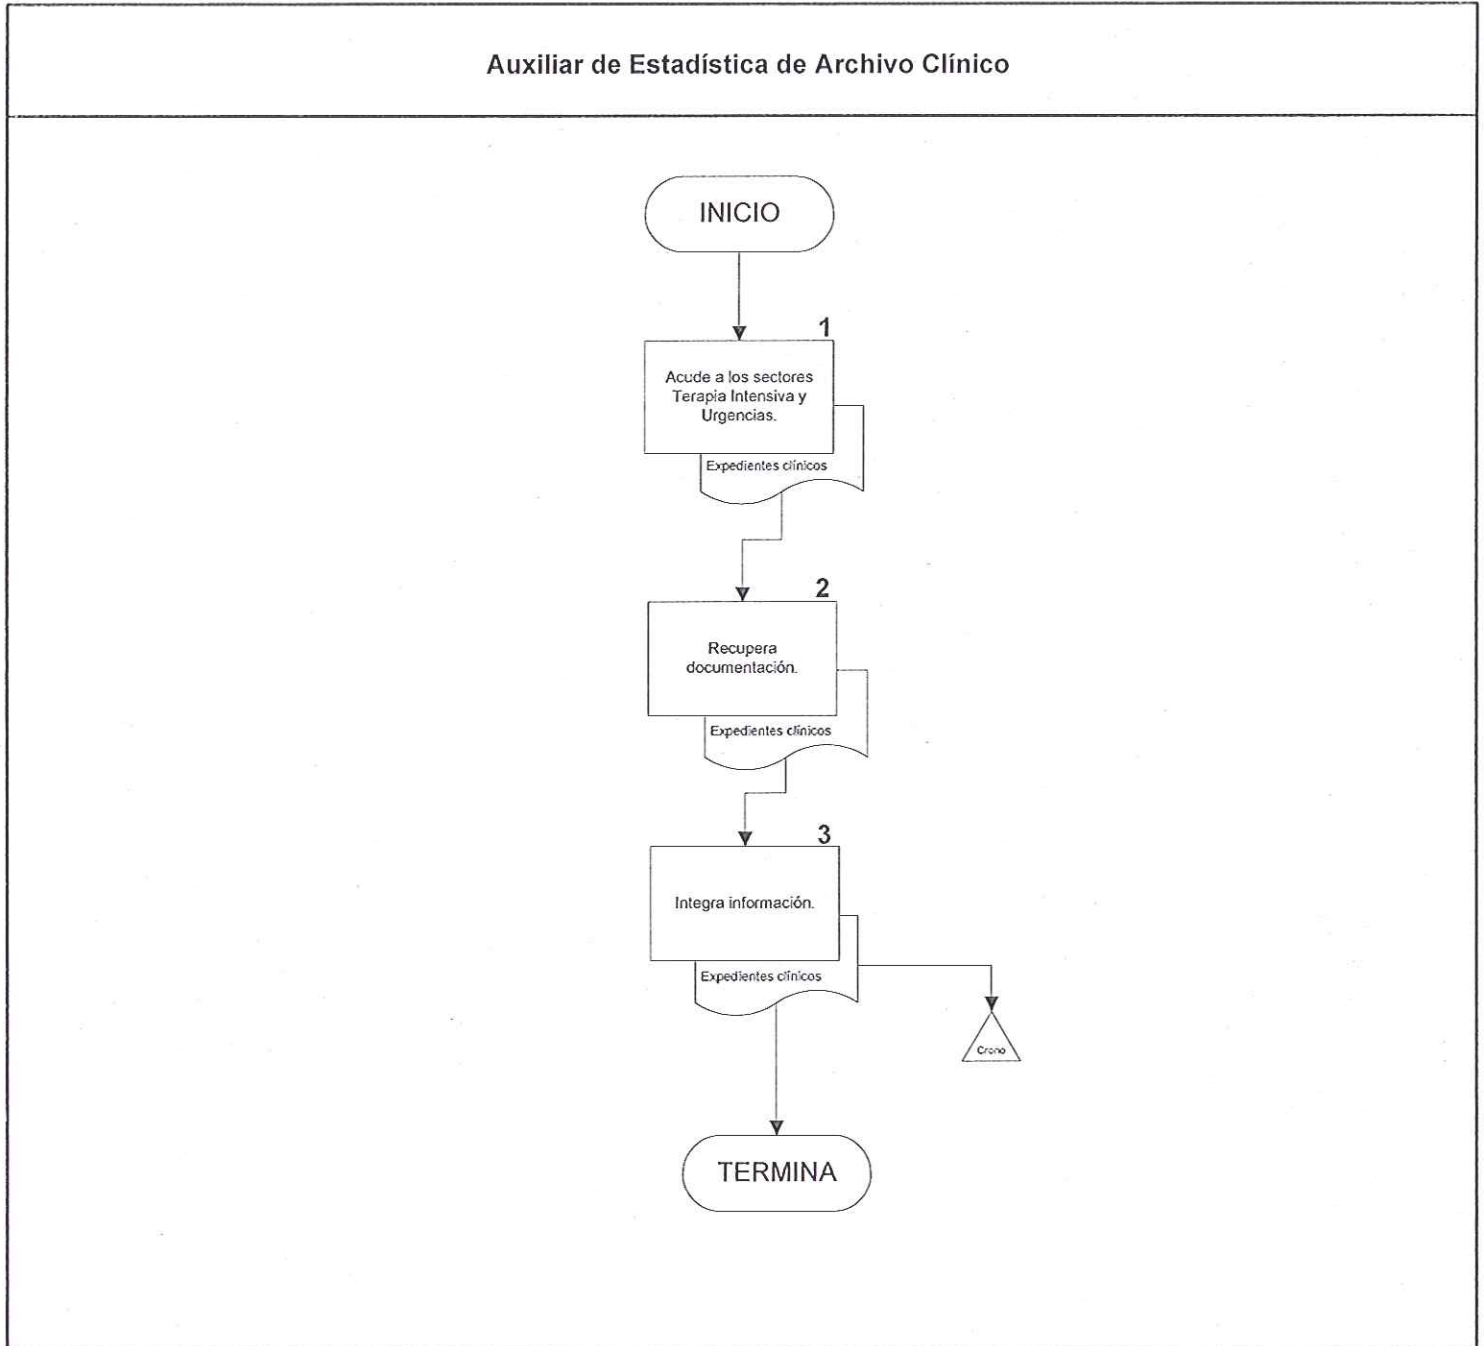 Auxiliar de Estadística de Archivo Clínico
INICIO
1
Acude a los sectores
Terapia Intensiva y
Urgencias.
Expedientes clínicos
2
Recupera
documentación.
Expedientes clínicos
3
Integra información.
Expedientes clínicos
Crono
TERMINA